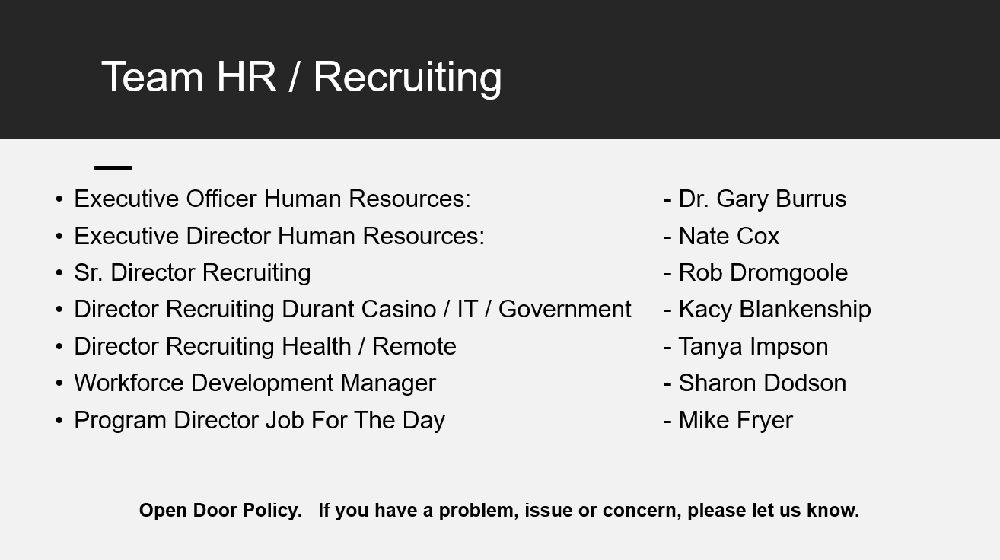 Team HR / Recruiting
• Executive Officer Human Resources: - Dr. Gary Burrus
• Executive Director Human Resources: - Nate Cox
• Sr. Director Recruiting - Rob Dromgoole
• Director Recruiting Durant Casino / IT / Government - Kacy Blankenship
• Director Recruiting Health / Remote - Tanya Impson
• Workforce Development Manager - Sharon Dodson
• Program Director Job For The Day - Mike Fryer
Open Door Policy. If you have a problem, issue or concern, please let us know.